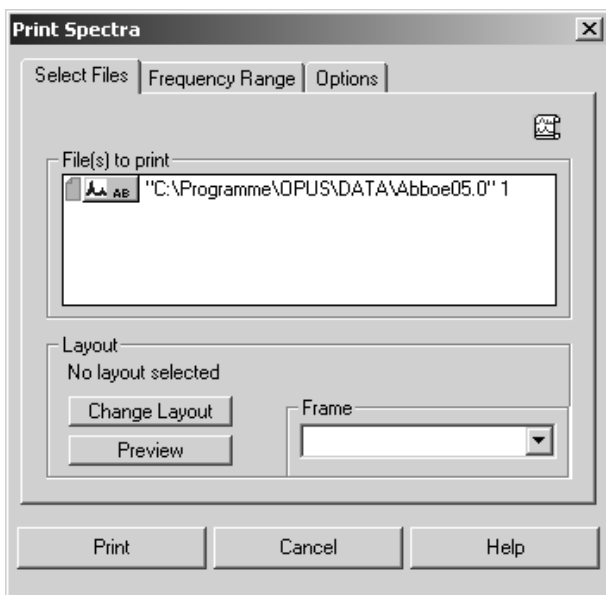 Print Spectra
Select Files Frequency Range Options
File(s) to print
AB "C:\Programme\OPUS\DATA\Abboe05.0" 1
Layout
No layout selected
Change Layout
Frame
Preview
Print Cancel Help